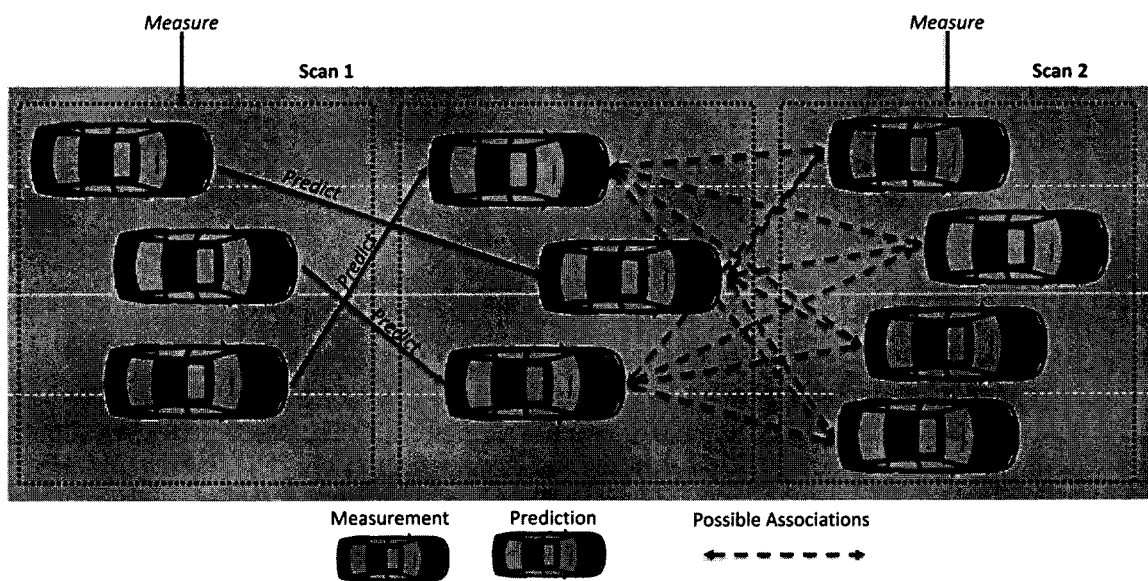 Measure
Measure
Scan 1
Scan 2
Predict
Predict
Predict
Measurement
Prediction
Possible Associations